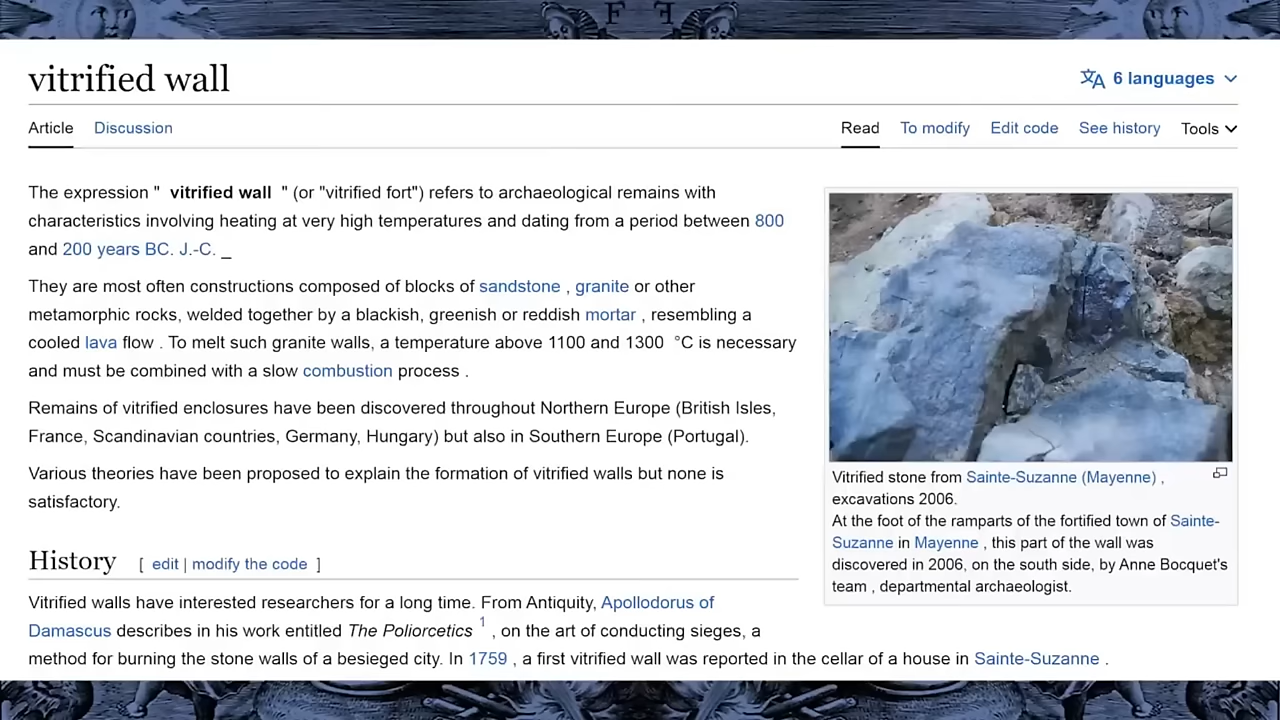 F F
vitrified wall
6 languages
Article Discussion
Read To modify Edit code See history Tools
The expression " vitrified wall " (or "vitrified fort") refers to archaeological remains with
characteristics involving heating at very high temperatures and dating from a period between 800
and 200 years BC. J.-C. _
They are most often constructions composed of blocks of sandstone , granite or other
metamorphic rocks, welded together by a blackish, greenish or reddish mortar , resembling a
cooled lava flow . To melt such granite walls, a temperature above 1100 and 1300 °C is necessary
and must be combined with a slow combustion process .
Remains of vitrified enclosures have been discovered throughout Northern Europe (British Isles,
France, Scandinavian countries, Germany, Hungary) but also in Southern Europe (Portugal).
Various theories have been proposed to explain the formation of vitrified walls but none is
satisfactory.
Vitrified stone from Sainte-Suzanne (Mayenne) ,
excavations 2006.
At the foot of the ramparts of the fortified town of Sainte-
Suzanne in Mayenne , this part of the wall was
discovered in 2006, on the south side, by Anne Bocquet's
team , departmental archaeologist.
History [ edit | modify the code ]
Vitrified walls have interested researchers for a long time. From Antiquity, Apollodorus of
Damascus describes in his work entitled The Poliorcetics 1 , on the art of conducting sieges, a
method for burning the stone walls of a besieged city. In 1759 , a first vitrified wall was reported in the cellar of a house in Sainte-Suzanne .